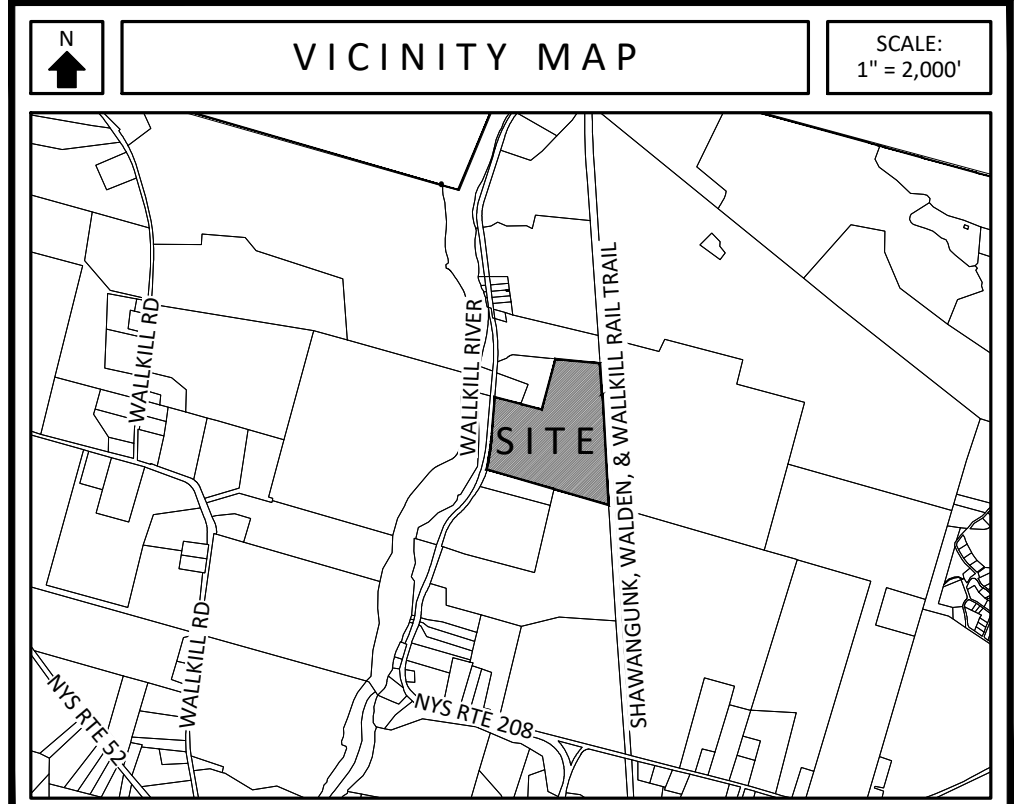 N
VICINITY MAP
SCALE:
1" = 2,000'
WALLKILL RD
WALLKILL RIVER
SHAWANGUNK, WALDEN, & WALLKILL RAIL TRAIL
SITE
WALLKILL RD
NYS RTE 52
NYS RTE 208